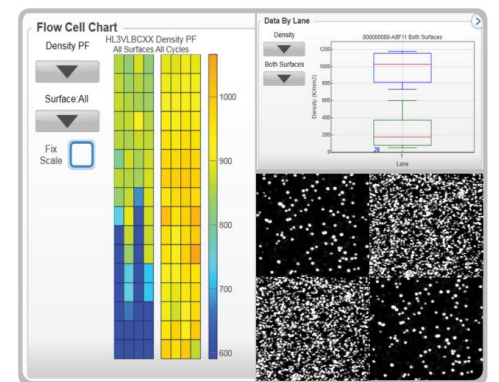 Flow Cell Chart
Density PF
HL3VLBCXX Density PF
All Surfaces All Cycles
Surface:All
Fix
Scale
1000
900
800
700
600
Data By Lane
Density
Both Surfaces
000000000-ABF11 Both Surfaces
Density (K/mm2)
1200
1000
800
600
400
200
0
28
1
Lane